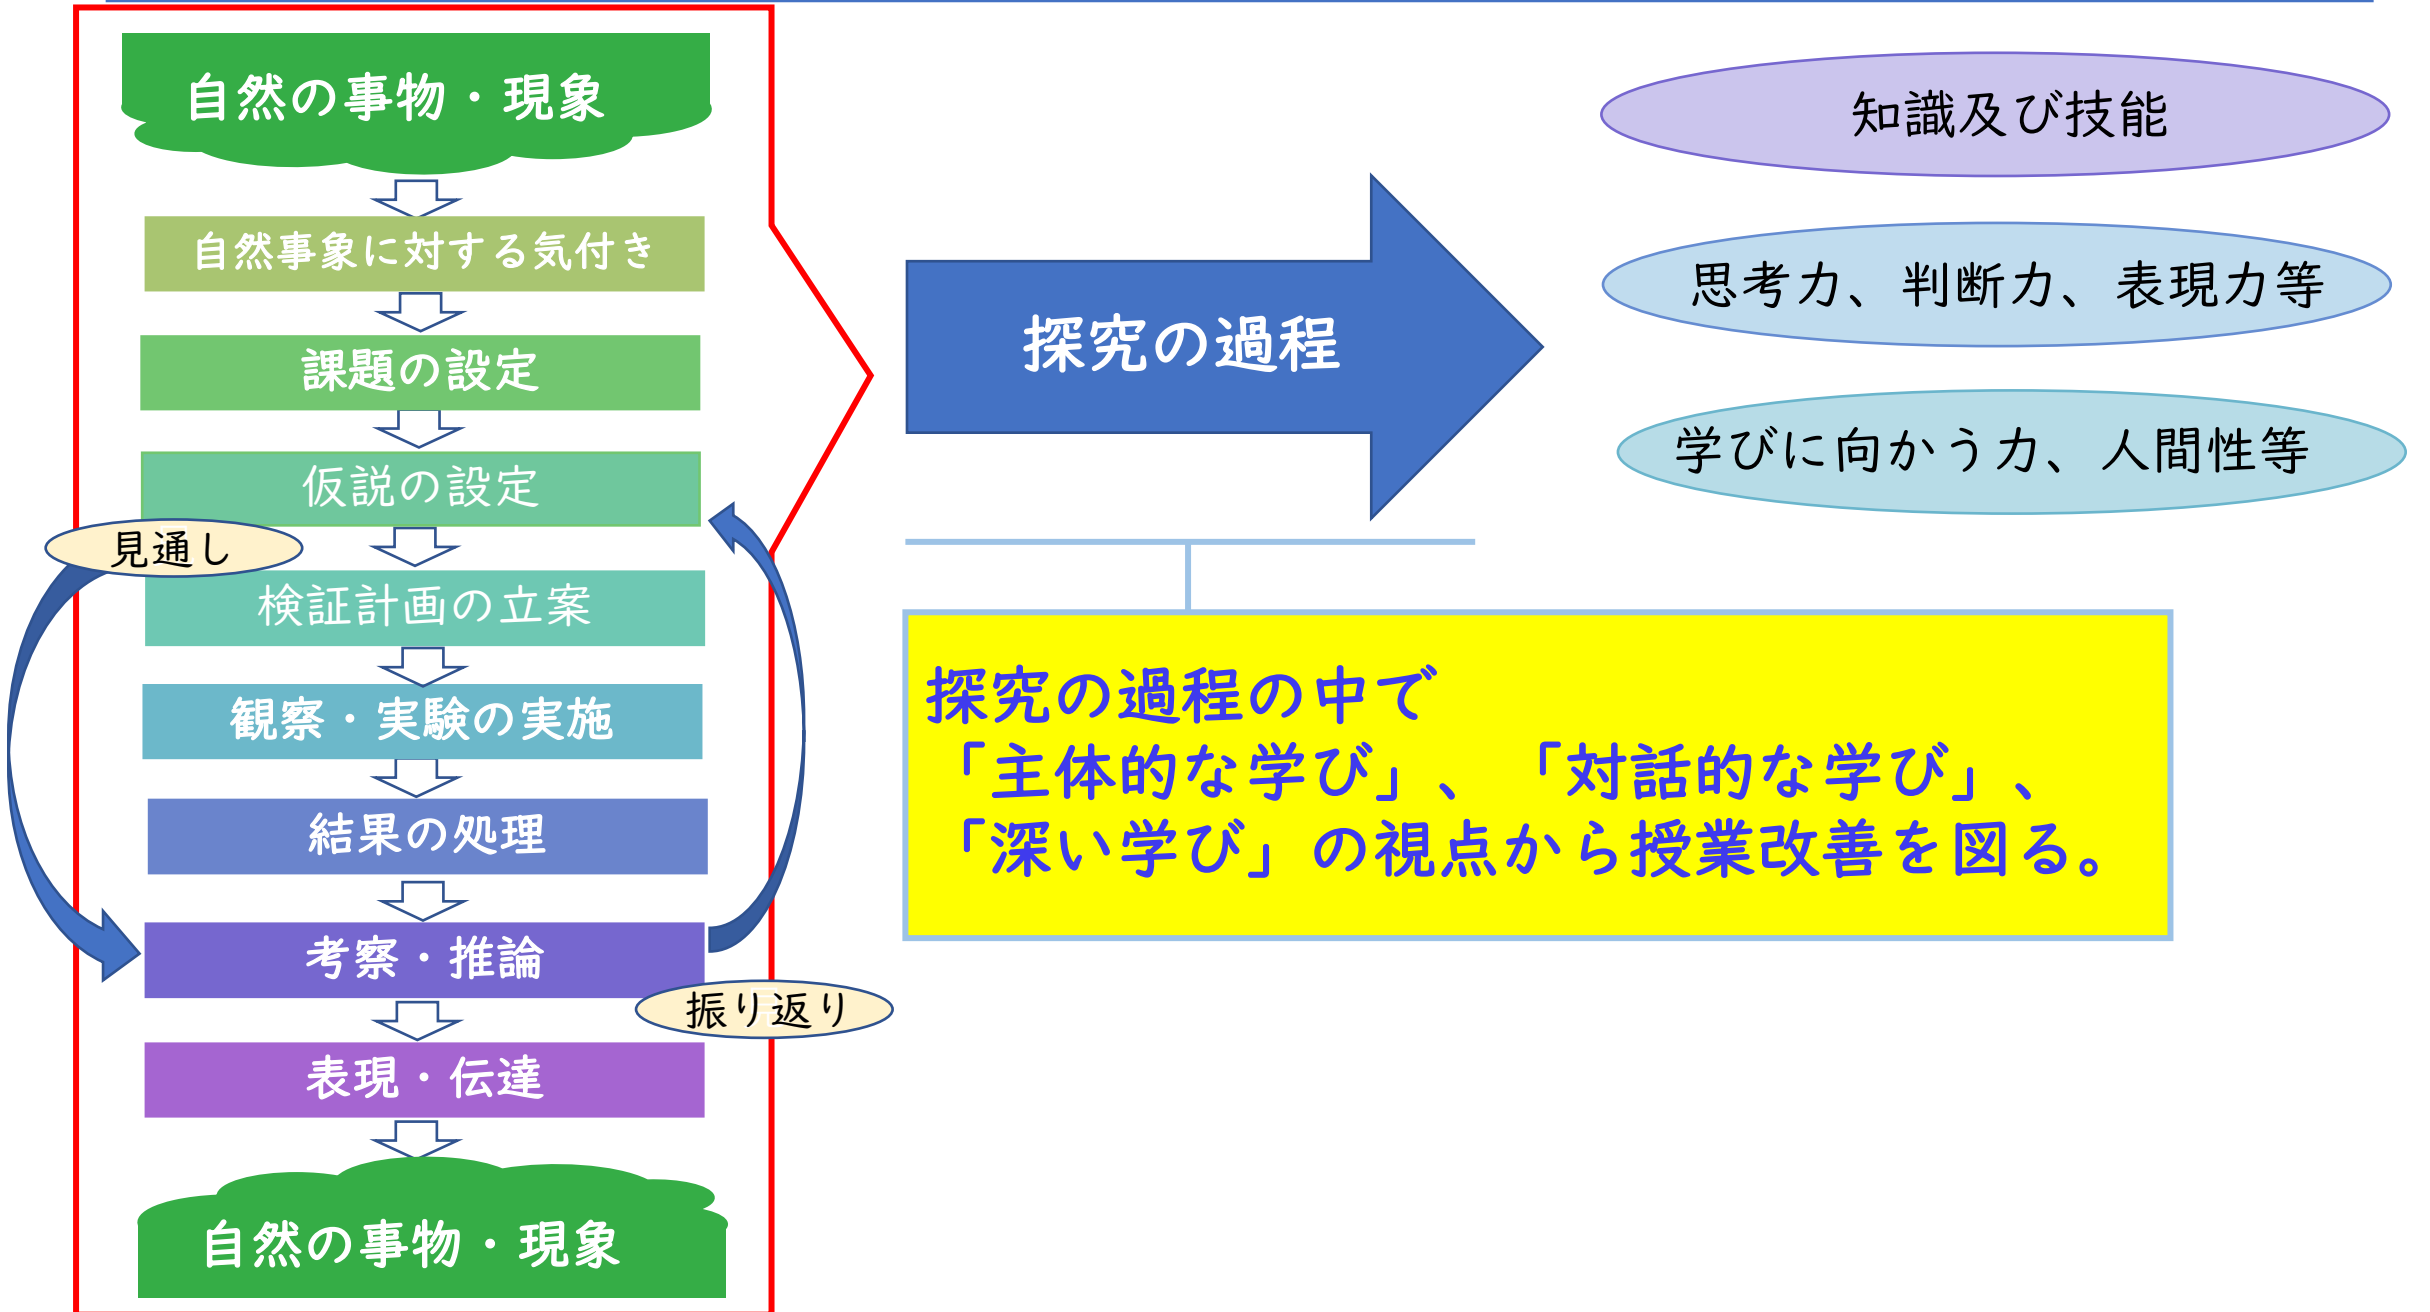 自然の事物・現象
自然事象に対する気付き
課題の設定
仮説の設定
見通し
検証計画の立案
観察・実験の実施
結果の処理
考察・推論
振り返り
表現・伝達
自然の事物・現象
探究の過程
知識及び技能
思考力、判断力、表現力等
学びに向かう力、人間性等
探究の過程の中で
「主体的な学び」、「対話的な学び」、
「深い学び」の視点から授業改善を図る。